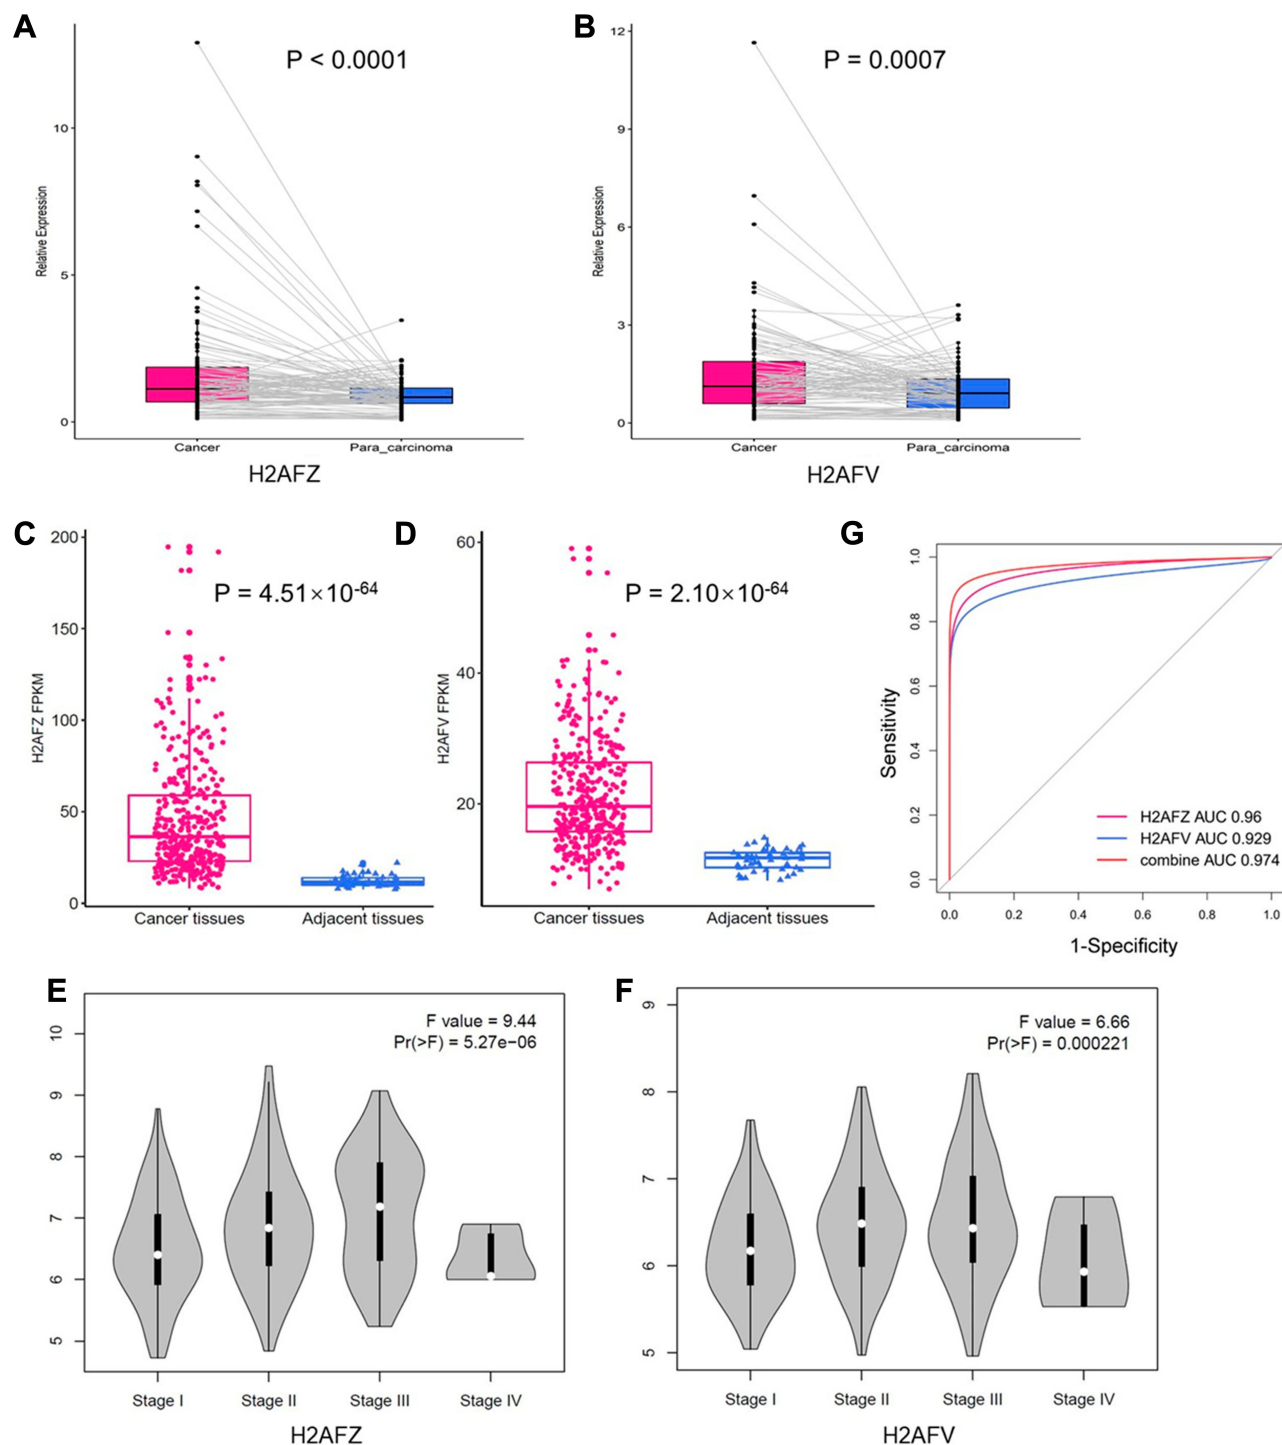 A
P < 0.0001
10
5
0
Relative Expression
Cancer
Para_carcinoma
H2AFZ
B
P = 0.0007
12
9
6
3
0
Relative Expression
Cancer
Para_carcinoma
H2AFV
C
P = 4.51×10-64
200
150
100
50
0
H2AFZ FPKM
Cancer tissues
Adjacent tissues
D
P = 2.10×10-64
60
40
20
H2AFV FPKM
Cancer tissues
Adjacent tissues
G
1.0
0.8
0.6
0.4
0.2
0.0
Sensitivity
H2AFZ AUC 0.96
H2AFV AUC 0.929
combine AUC 0.974
0.0
0.2
0.4
0.6
0.8
1.0
1-Specificity
E
F value = 9.44
Pr(>F) = 5.27e−06
10
9
8
7
6
5
Stage I
Stage II
Stage III
Stage IV
H2AFZ
F
F value = 6.66
Pr(>F) = 0.000221
9
8
7
6
5
Stage I
Stage II
Stage III
Stage IV
H2AFV